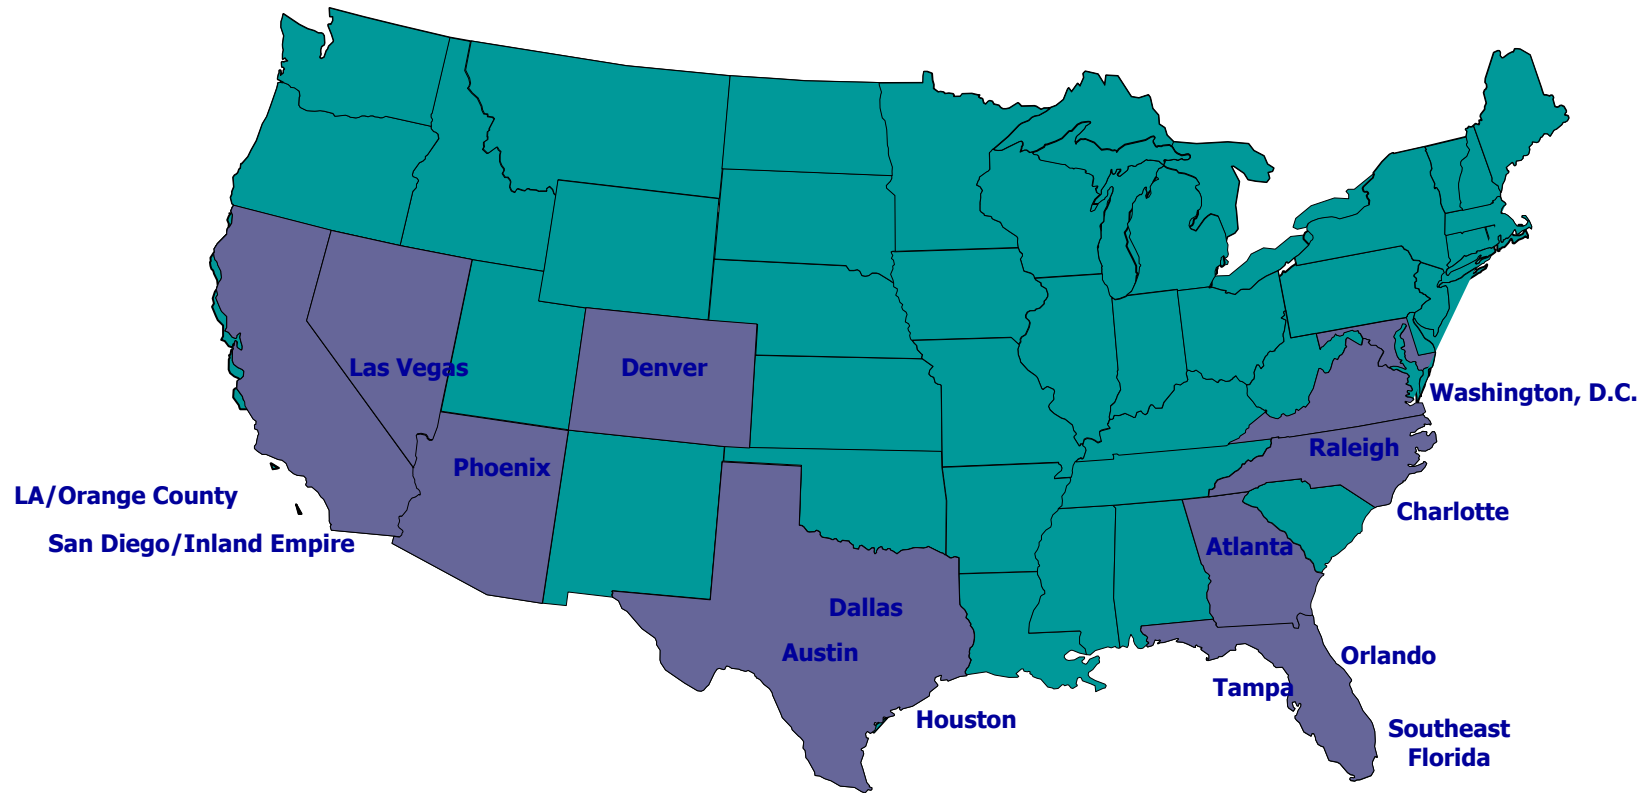 Las Vegas
Denver
Washington, D.C.
Raleigh
Phoenix
LA/Orange County
Charlotte
San Diego/Inland Empire
Atlanta
Dallas
Austin
Orlando
Tampa
Houston
Southeast
Florida